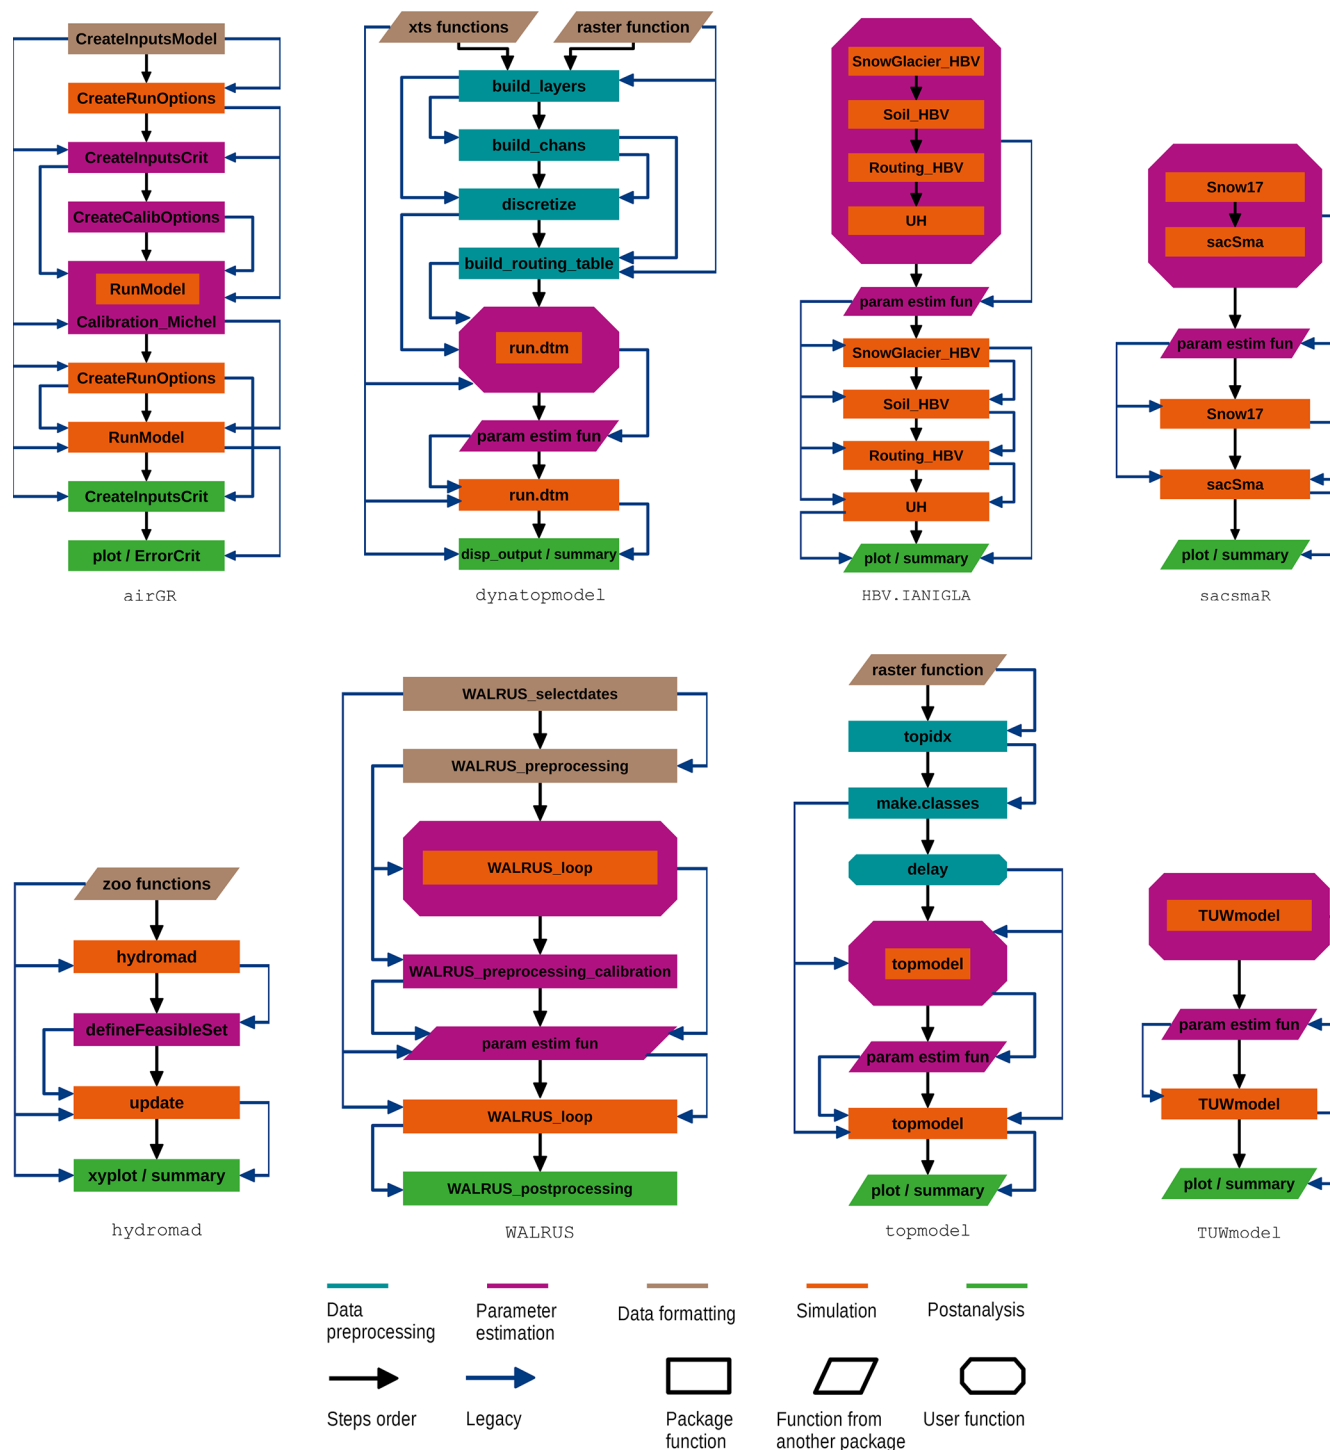 CreateInputsModel
CreateRunOptions
CreateInputsCrit
CreateCalibOptions
RunModel
Calibration_Michel
CreateRunOptions
RunModel
CreateInputsCrit
plot / ErrorCrit
airGR
xts functions
raster function
build_layers
build_chans
discretize
build_routing_table
run.dtm
param estim fun
run.dtm
disp_output / summary
dynatopmodel
SnowGlacier_HBV
Soil_HBV
Routing_HBV
UH
param estim fun
SnowGlacier_HBV
Soil_HBV
Routing_HBV
UH
plot / summary
HBV.IANIGLA
Snow17
sacSma
param estim fun
Snow17
sacSma
plot / summary
sacsmaR
zoo functions
hydromad
defineFeasibleSet
update
xyplot / summary
hydromad
WALRUS_selectdates
WALRUS_preprocessing
WALRUS_loop
WALRUS_preprocessing_calibration
param estim fun
WALRUS_loop
WALRUS_postprocessing
WALRUS
raster function
topidx
make.classes
delay
topmodel
param estim fun
topmodel
plot / summary
topmodel
TUWmodel
param estim fun
TUWmodel
plot / summary
TUWmodel
Data
preprocessing
Parameter
estimation
Data formatting
Simulation
Postanalysis
Steps order
Legacy
Package
function
Function from
another package
User function